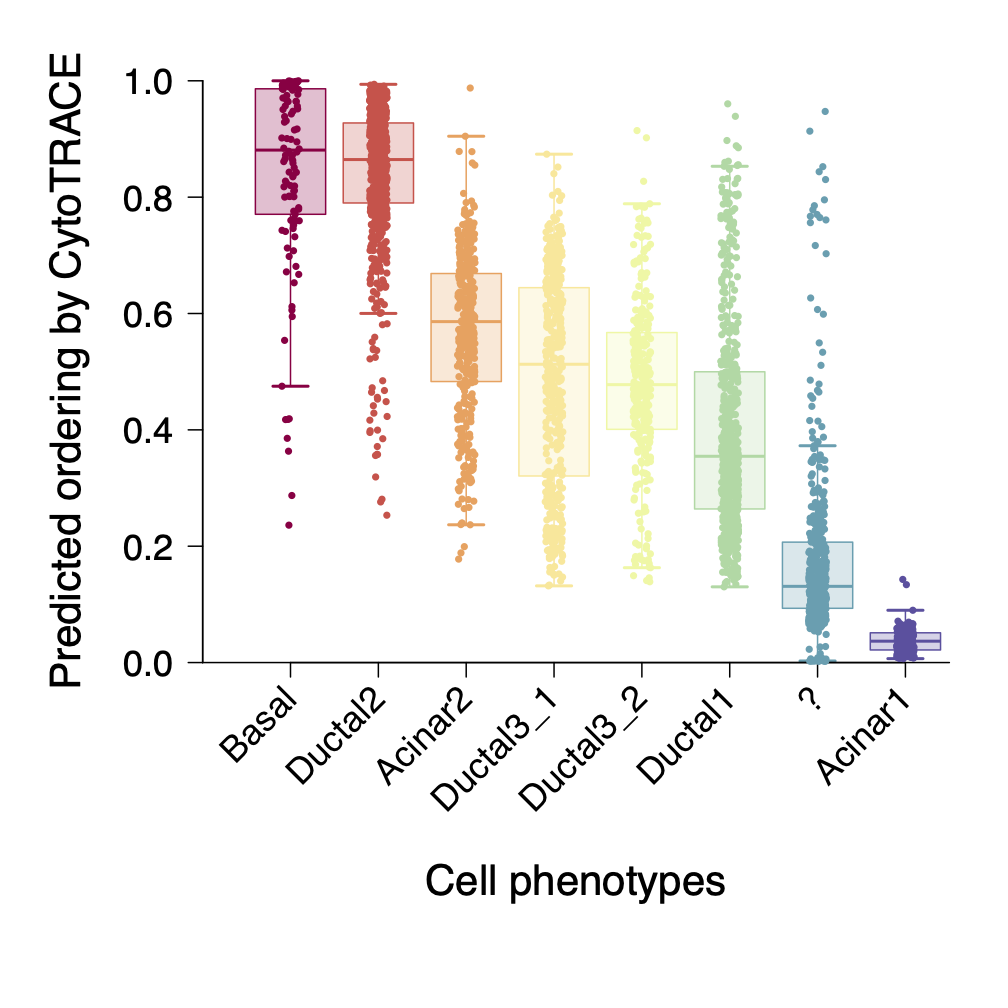 Predicted ordering by CytoTRACE
1.0
0.8
0.6
0.4
0.2
0.0
Basal
Ductal2
Acinar2
Ductal3_1
Ductal3_2
Ductal1
?
Acinar1
Cell phenotypes